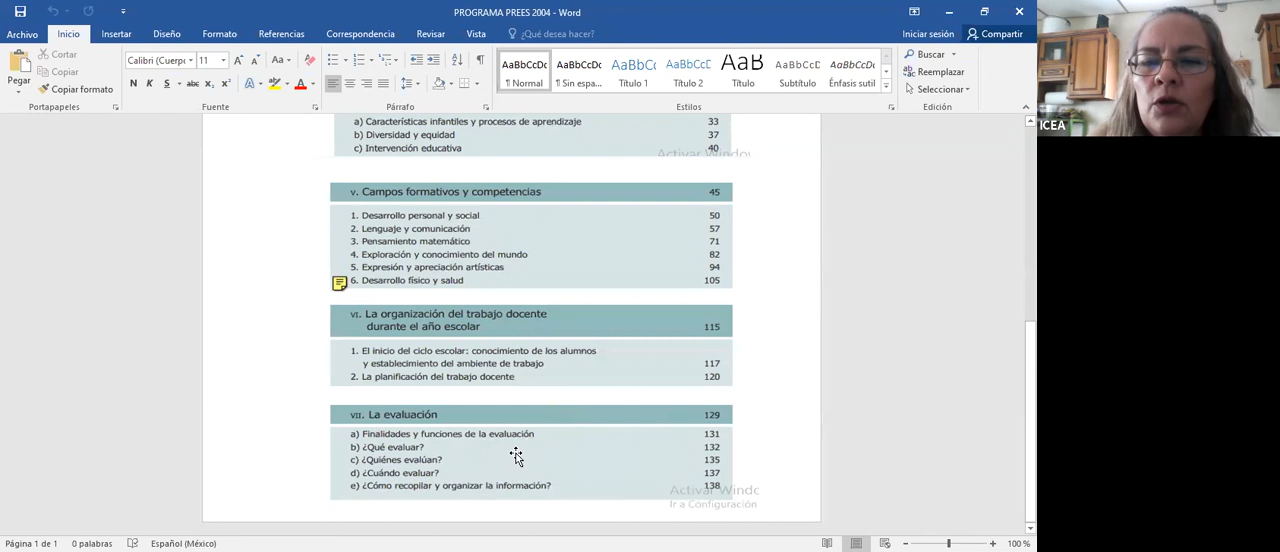 PROGRAMA PREES 2004 - Word
Archivo Inicio Insertar Diseño Formato Referencias Correspondencia Revisar Vista ¿Qué desea hacer? Iniciar sesión Compartir
Pegar
Cortar
Copiar
Copiar formato
Portapapeles
Calibri (Cuerpo 11
Fuente
Párrafo
AaBbCcDc AaBbCcDc AaBbCc AaBbCcD AaB AaBbCcD AaBbCcDc
¶ Normal ¶ Sin espa... Título 1 Título 2 Título Subtítulo Énfasis sutil
Estilos
Buscar
Reemplazar
Seleccionar
Edición
ICEA
a) Características infantiles y procesos de aprendizaje 33
b) Diversidad y equidad 37
c) Intervención educativa 40
Activar Window
V. Campos formativos y competencias 45
1. Desarrollo personal y social 50
2. Lenguaje y comunicación 57
3. Pensamiento matemático 71
4. Exploración y conocimiento del mundo 82
5. Expresión y apreciación artísticas 94
6. Desarrollo físico y salud 105
VI. La organización del trabajo docente
durante el año escolar 115
1. El inicio del ciclo escolar: conocimiento de los alumnos
y establecimiento del ambiente de trabajo 117
2. La planificación del trabajo docente 120
VII. La evaluación 129
a) Finalidades y funciones de la evaluación 131
b) ¿Qué evaluar? 132
c) ¿Quiénes evalúan? 135
d) ¿Cuándo evaluar? 137
e) ¿Cómo recopilar y organizar la información? 138
Activar Windc
Ir a Configuración
Página 1 de 1 0 palabras Español (México) 100 %